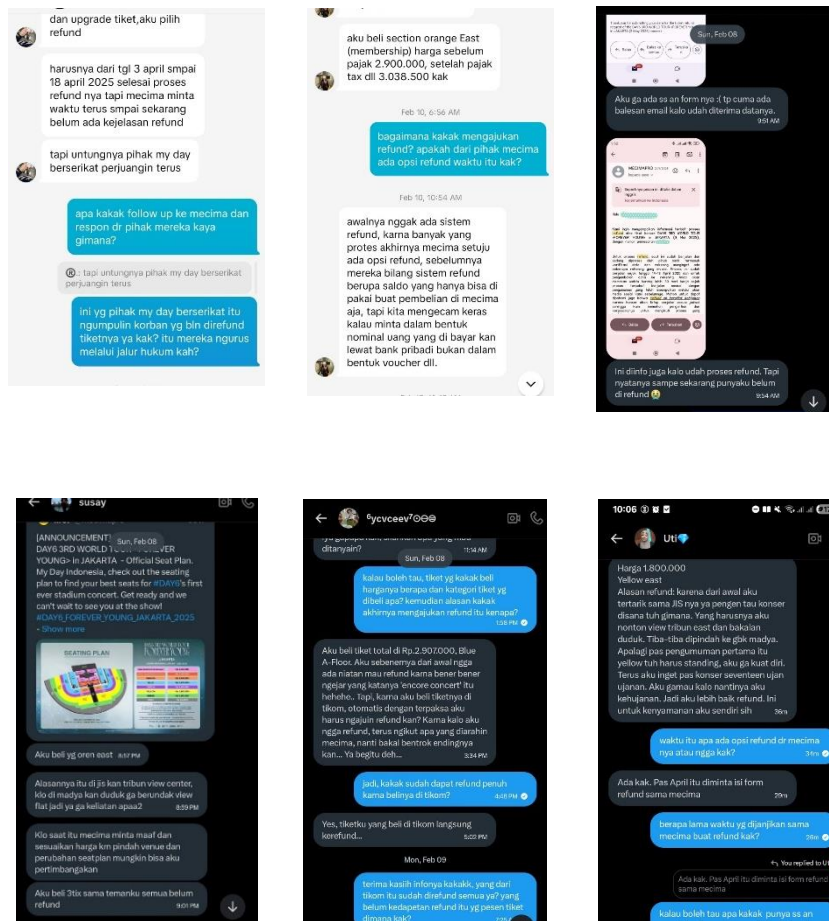 dan upgrade tiket,aku pilih
refund
harusnya dari tgl 3 april smpai
18 april 2025 selesai proses
refund nya tapi mecima minta
waktu terus smpai sekarang
belum ada kejelasan refund
tapi untungnya pihak my day
berserikat perjuangin terus
apa kakak follow up ke mecima dan
respon dr pihak mereka kaya
gimana?
®.: tapi untungnya pihak my day berserikat
perjuangin terus
ini yg pihak my day berserikat itu
ngumpulin korban yg bln direfund
tiketnya ya kak? itu mereka ngurus
melalui jalur hukum kah?
aku beli section orange East
(membership) harga sebelum
pajak 2.900.000, setelah pajak
tax dll 3.038.500 kak
Feb 10, 6:56 AM
bagaimana kakak mengajukan
refund? apakah dari pihak mecima
ada opsi refund waktu itu kak?
Feb 10, 10:54 AM
awalnya nggak ada sistem
refund, karna banyak yang
protes akhirnya mecima setuju
ada opsi refund, sebelumnya
mereka bilang sistem refund
berupa saldo yang hanya bisa di
pakai buat pembelian di mecima
aja, tapi kita mengecam keras
kalau minta dalam bentuk
nominal uang yang di bayar kan
lewat bank pribadi bukan dalam
bentuk voucher dll.
Sun, Feb 08
Aku ga ada ss an form nya :( tp cuma ada
balesan email kalo udah diterima datanya.
9:51 AM
MECIMAPRO
Ini diinfo juga kalo udah proses refund. Tapi
nyatanya sampe sekarang punyaku belum
di refund 😭
9:54 AM
susay
[ANNOUNCEMENT]
Sun, Feb 08
DAY6 3RD WORLD
YOUNG> in JAKARTA - Official Seat Plan.
My Day Indonesia, check out the seating
plan to find your best seats for #DAY6's first
ever stadium concert. Get ready and we
can't wait to see you at the show!
#DAY6_FOREVER_YOUNG_JAKARTA_2025
- Show more
SEATING PLAN
Aku beli yg oren east 8:57 PM
Alasannya itu di jis kan tribun view center,
klo di madya kan duduk ga berundak view
flat jadi ya ga keliatan apaa2
8:59 PM
Klo saat itu mecima minta maaf dan
sesuaikan harga km pindah venue dan
perubahan seatplan mungkin bisa aku
pertimbangkan
Aku beli 3tix sama temanku semua belum
refund
9:01 PM
⁶ycvceev⁷
ditanyain?
11:14 AM
Sun, Feb 08
kalau boleh tau, tiket yg kakak beli
harganya berapa dan kategori tiket yg
dibeli apa? kemudian alasan kakak
akhirnya mengajukan refund itu kenapa?
1:58 PM
Aku beli tiket total di Rp.2.907.000, Blue
A-Floor. Aku sebenernya dari awal ngga
ada niatan mau refund karna bener bener
ngejar yang katanya 'encore concert' itu
hehehe.. Tapi, karna aku beli tiketnya di
tikom, otomatis dengan terpaksa aku
harus ngajuin refund kan? Karna kalo aku
ngga refund, terus ngikut apa yang diarahin
mecima, nanti bakal bentrok endingnya
kan... Ya begitu deh...
3:34 PM
jadi, kakak sudah dapat refund penuh
karna belinya di tikom?
4:48 PM
Yes, tiketku yang beli di tikom langsung
kerefund...
5:02 PM
Mon, Feb 09
terima kasiih infonya kakakk, yang dari
tikom itu sudah direfund semua ya? yang
belum kedapetan refund itu yg pesen tiket
dimana kak?
10:06
Uti💎
Harga 1.800.000
Yellow east
Alasan refund: karena dari awal aku
tertarik sama JIS nya ya pengen tau konser
disana tuh gimana. Yang harusnya aku
nonton view tribun east dan bakalan
duduk. Tiba-tiba dipindah ke gbk madya.
Apalagi pas pengumuman pertama itu
yellow tuh harus standing, aku ga kuat diri.
Terus aku inget pas konser seventeen ujan
ujanan. Aku gamau kalo nantinya aku
kehujanan. Jadi aku lebih baik refund. Ini
untuk kenyamanan aku sendiri sih
36m
waktu itu apa ada opsi refund dr mecima
nya atau ngga kak?
Ada kak. Pas April itu diminta isi form
refund sama mecima
29m
berapa lama waktu yg dijanjikan sama
mecima buat refund kak?
You replied to
Ada kak. Pas April itu diminta isi form refund
sama mecima
kalau boleh tau apa kakak punya ss an